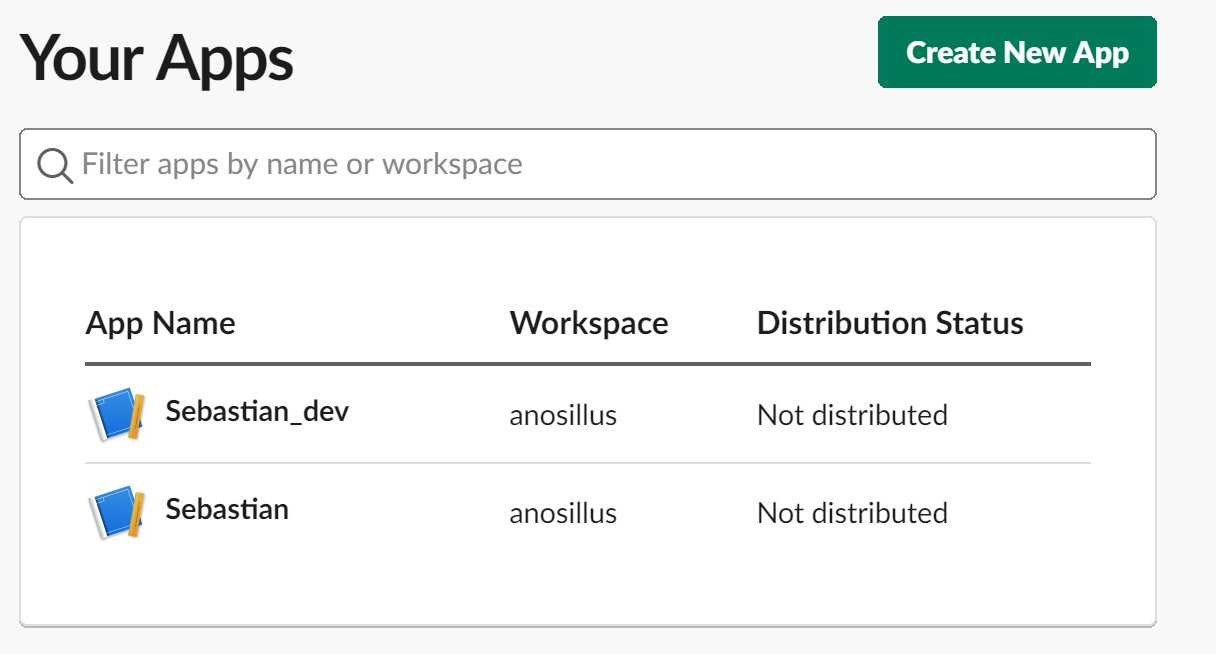 Your Apps
Create New App
Filter apps by name or workspace
App Name Workspace Distribution Status
Sebastian_dev anosillus Not distributed
Sebastian anosillus Not distributed